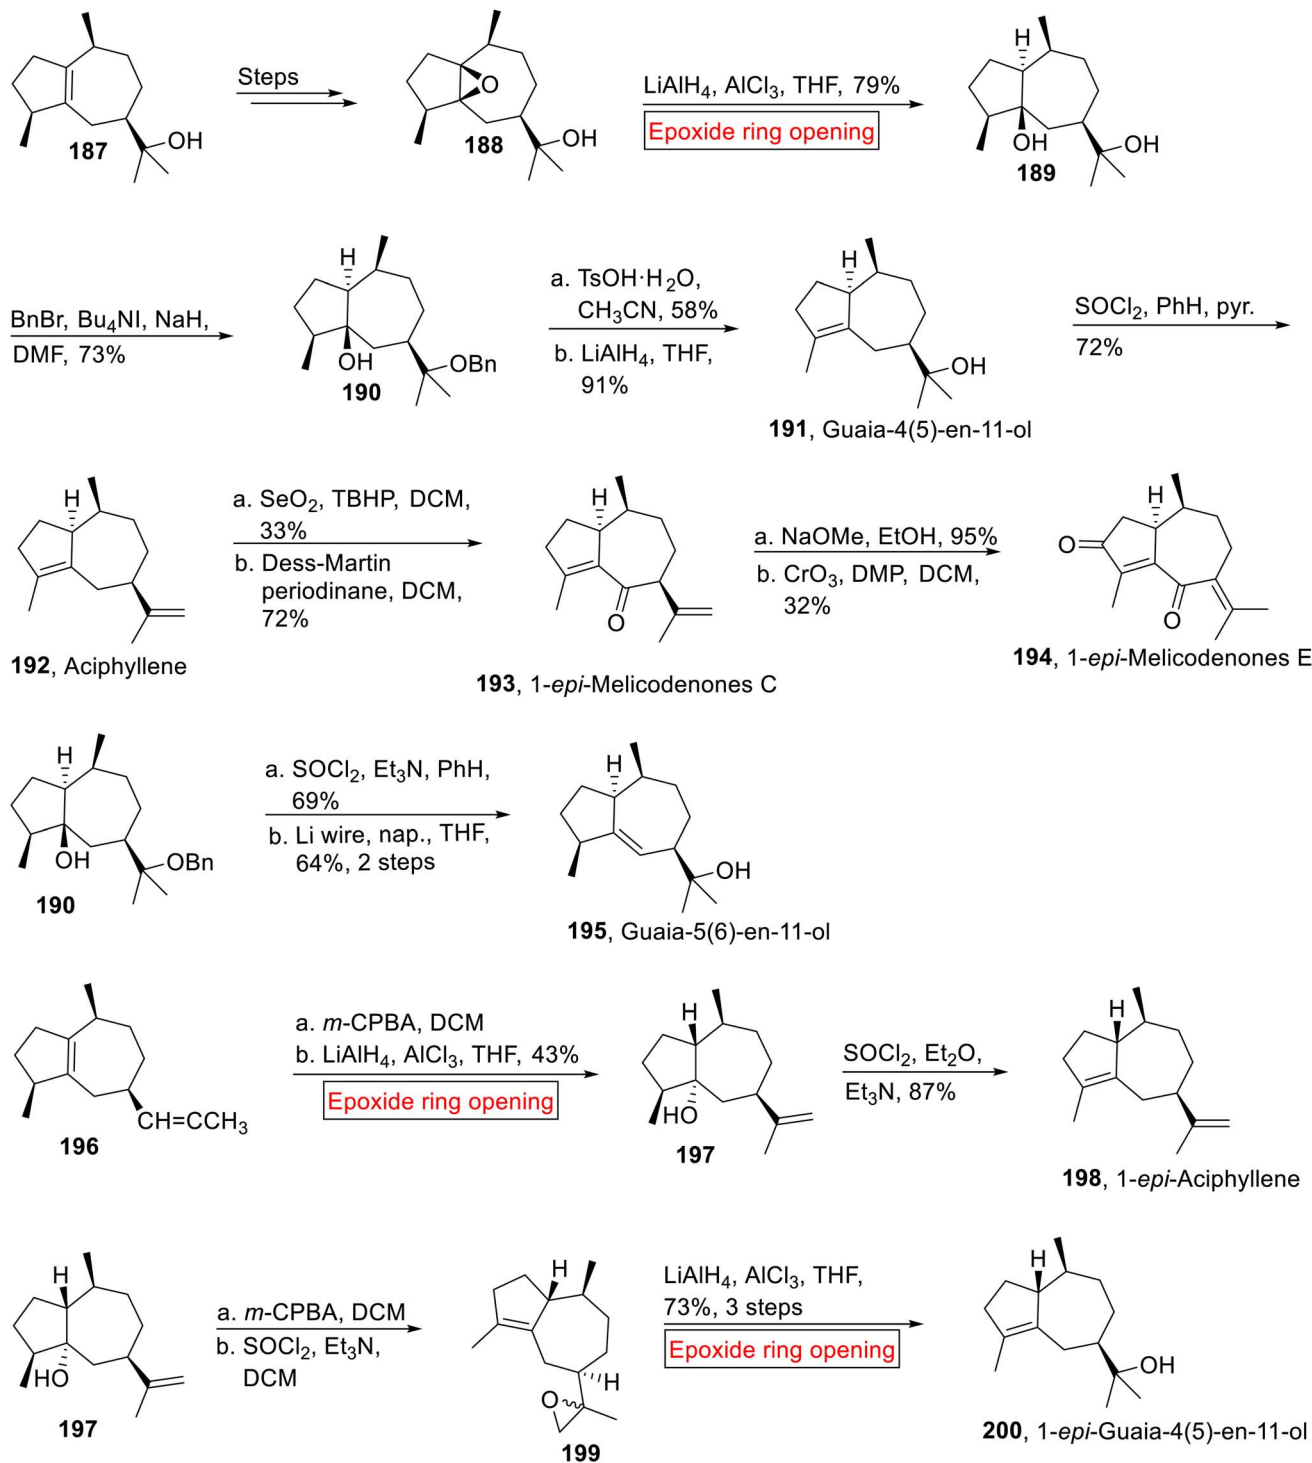 OH
187
Steps
O
OH
188
LiAlH4, AlCl3, THF, 79%
Epoxide ring opening
H
OH
OH
189
BnBr, Bu4NI, NaH,
DMF, 73%
H
OH
OBn
190
a. TsOH·H2O,
CH3CN, 58%
b. LiAlH4, THF,
91%
H
OH
191, Guaia-4(5)-en-11-ol
SOCl2, PhH, pyr.
72%
H
192, Aciphyllene
a. SeO2, TBHP, DCM,
33%
b. Dess-Martin
periodinane, DCM,
72%
H
O
193, 1-epi-Melicodenones C
a. NaOMe, EtOH, 95%
b. CrO3, DMP, DCM,
32%
H
O
O
194, 1-epi-Melicodenones E
H
OH
OBn
190
a. SOCl2, Et3N, PhH,
69%
b. Li wire, nap., THF,
64%, 2 steps
H
OH
195, Guaia-5(6)-en-11-ol
CH=CCH3
196
a. m-CPBA, DCM
b. LiAlH4, AlCl3, THF, 43%
Epoxide ring opening
H
HO
197
SOCl2, Et2O,
Et3N, 87%
H
198, 1-epi-Aciphyllene
H
HO
197
a. m-CPBA, DCM
b. SOCl2, Et3N,
DCM
H
H
O
199
LiAlH4, AlCl3, THF,
73%, 3 steps
Epoxide ring opening
H
OH
200, 1-epi-Guaia-4(5)-en-11-ol